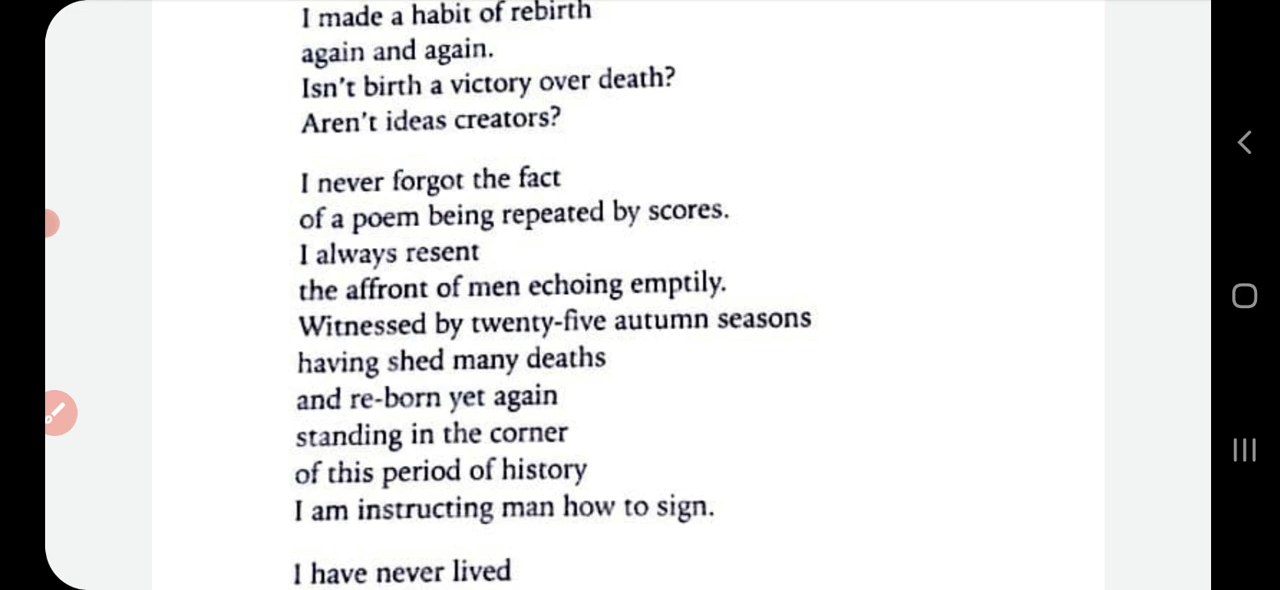 I made a habit of rebirth
again and again.
Isn't birth a victory over death?
Aren't ideas creators?
I never forgot the fact
of a poem being repeated by scores.
I always resent
the affront of men echoing emptily.
Witnessed by twenty-five autumn seasons
having shed many deaths
and re-born yet again
standing in the corner
of this period of history
I am instructing man how to sign.
I have never lived